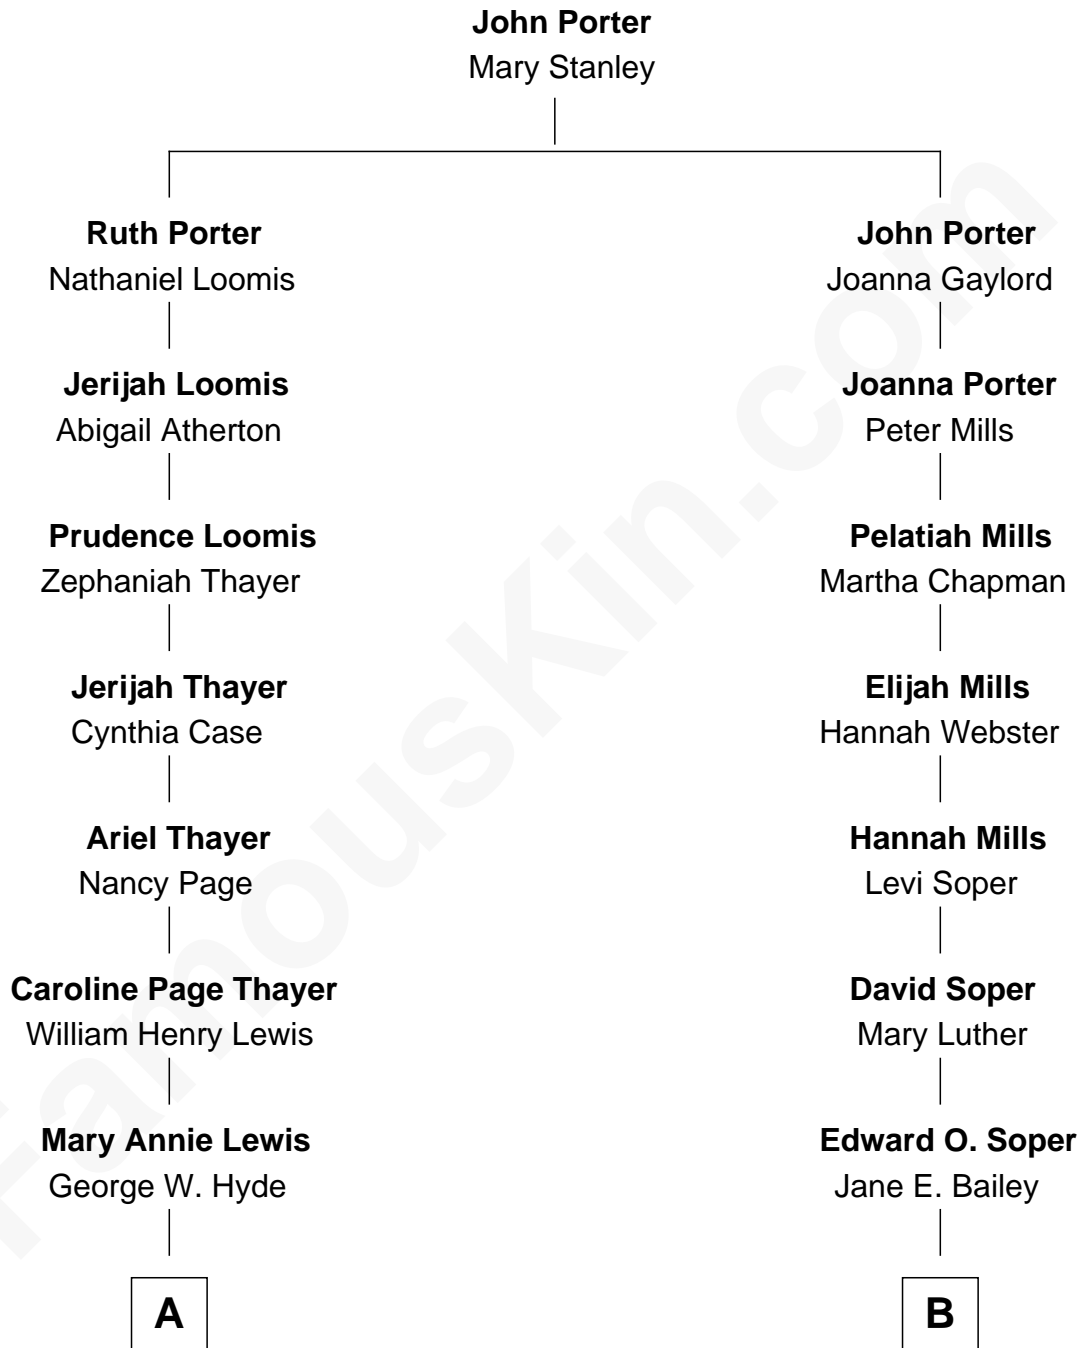 John Porter
Mary Stanley
Ruth Porter
Nathaniel Loomis
John Porter
Joanna Gaylord
Jerijah Loomis
Abigail Atherton
Joanna Porter
Peter Mills
Prudence Loomis
Zephaniah Thayer
Pelatiah Mills
Martha Chapman
Jerijah Thayer
Cynthia Case
Elijah Mills
Hannah Webster
Ariel Thayer
Nancy Page
Hannah Mills
Levi Soper
Caroline Page Thayer
William Henry Lewis
David Soper
Mary Luther
Mary Annie Lewis
George W. Hyde
Edward O. Soper
Jane E. Bailey
A
B
FamousKin.com